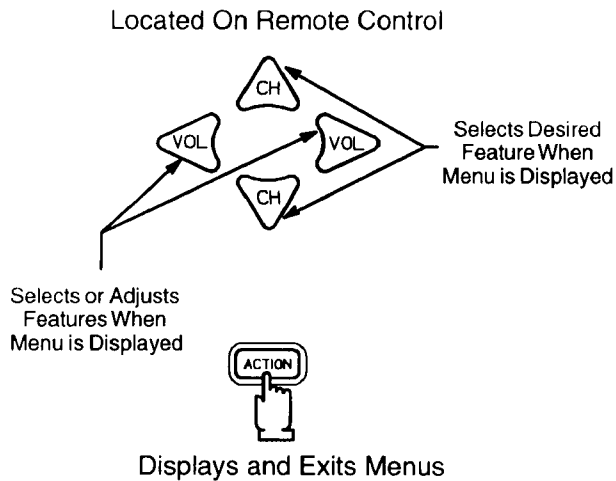 Located On Remote Control
CH
VOL
VOL
CH
Selects Desired
Feature When
Menu is Displayed
Selects or Adjusts
Features When
Menu is Displayed
ACTION
Displays and Exits Menus